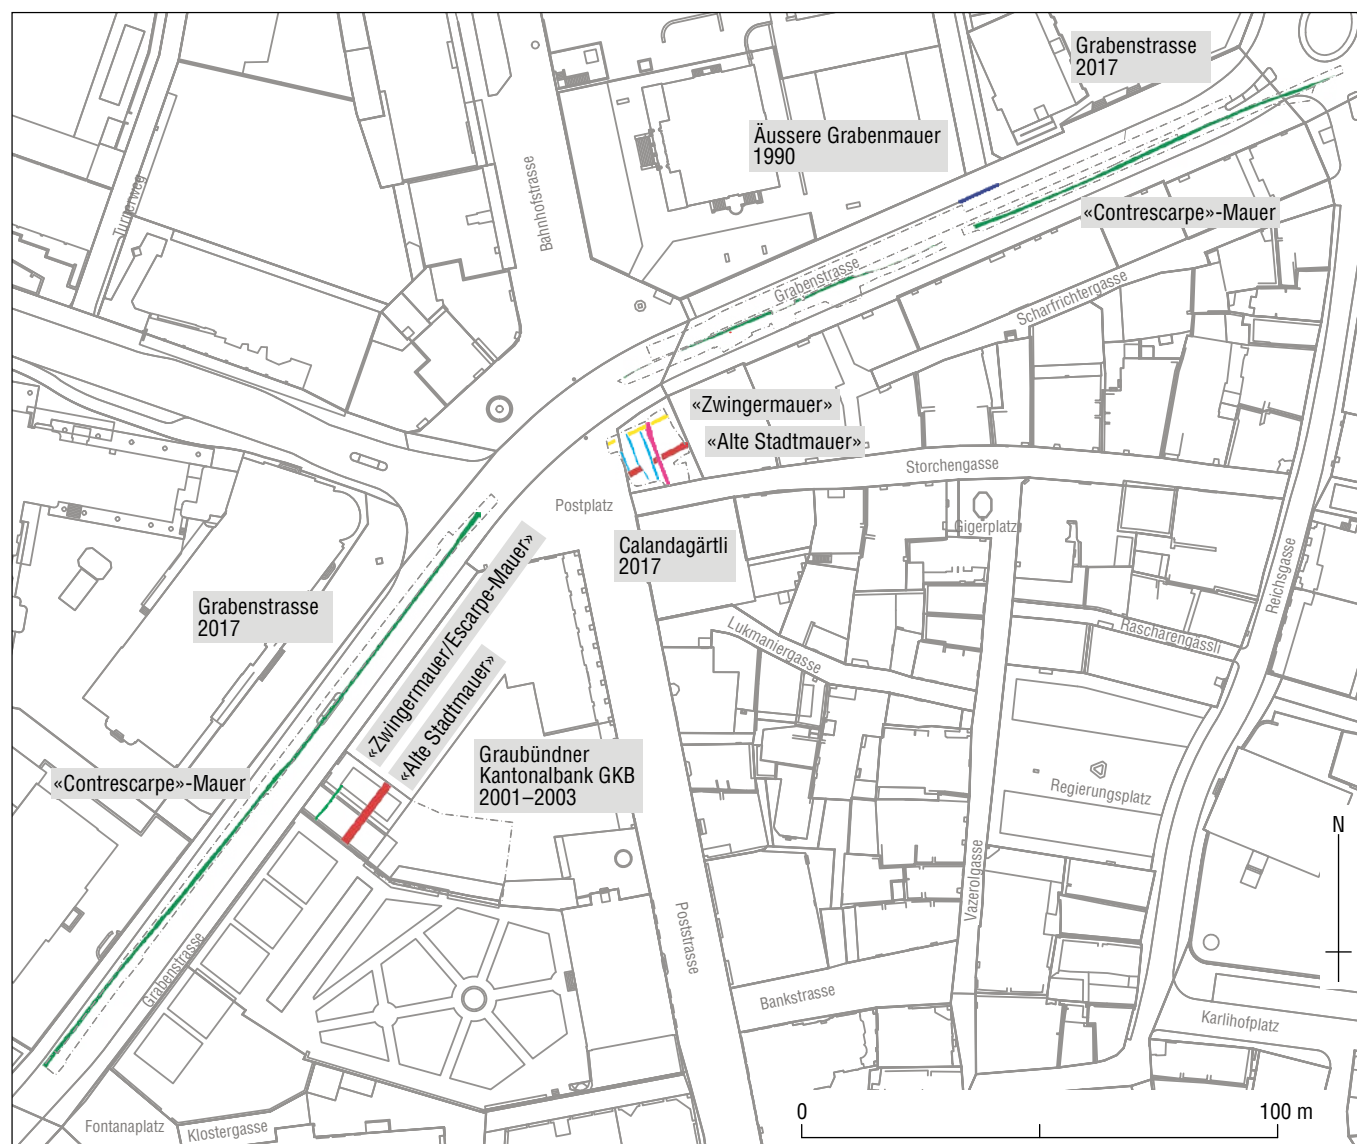 Grabenstrasse
2017
Äussere Grabenmauer
1990
Turnerweg
Bahnhofstrasse
«Contrescarpe»-Mauer
Grabenstrasse
Scharfrichtergasse
«Zwingermauer»
«Alte Stadtmauer»
Storchengasse
Postplatz
Gigerplatz
Calandagärtli
2017
Reichsgasse
Grabenstrasse
2017
«Zwingermauer/Escarpe-Mauer»
«Alte Stadtmauer»
Lukmaniergasse
Raschärengässli
Graubündner
Kantonalbank GKB
2001–2003
«Contrescarpe»-Mauer
Regierungsplatz
N
Vazerolgasse
Poststrasse
Grabenstrasse
Bankstrasse
Karlihofplatz
Fontanaplatz
Klostergasse
0
100 m